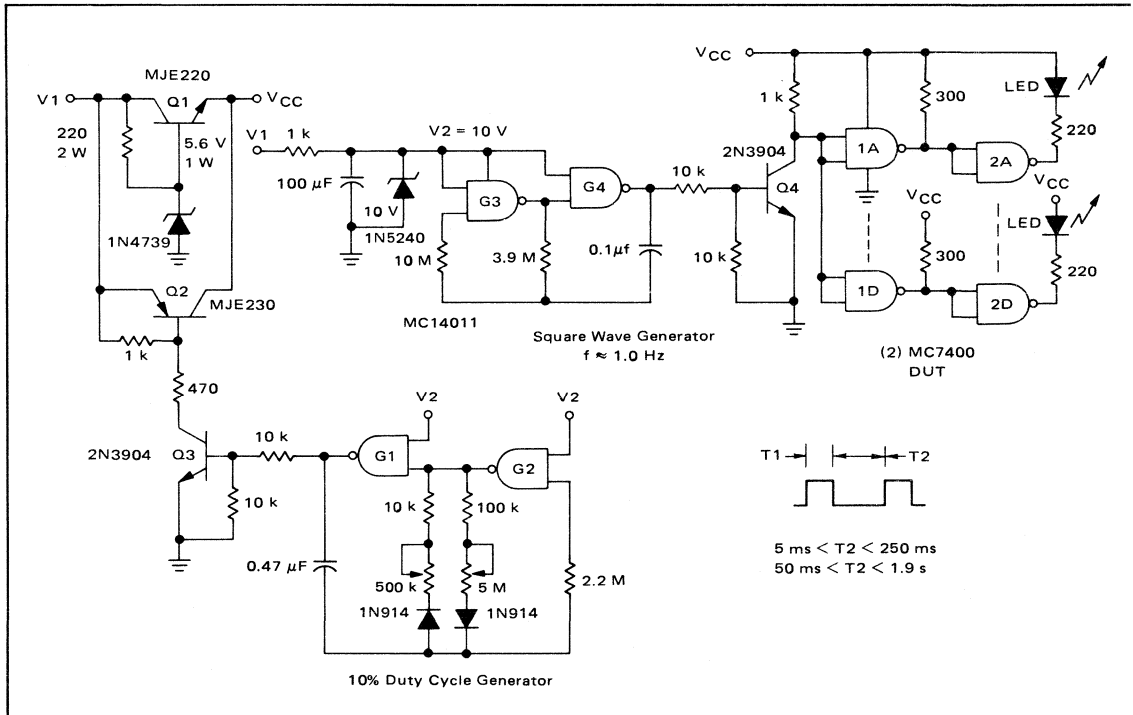 MJE220
V1
Q1
VCC
220
2 W
5.6 V
1 W
1N4739
Q2
MJE230
1 k
470
2N3904
Q3
10 k
10 k
V1
1 k
V2 = 10 V
100 μF
10 V
1N5240
G3
G4
10 M
3.9 M
0.1μf
MC14011
Square Wave Generator
f ≈ 1.0 Hz
10 k
10 k
2N3904
Q4
VCC
1 k
1A
300
2A
LED
220
VCC
VCC
LED
300
220
1D
2D
(2) MC7400
DUT
V2
V2
G1
G2
10 k
100 k
0.47 μF
500 k
5 M
2.2 M
1N914
1N914
10% Duty Cycle Generator
T1
T2
5 ms < T2 < 250 ms
50 ms < T2 < 1.9 s